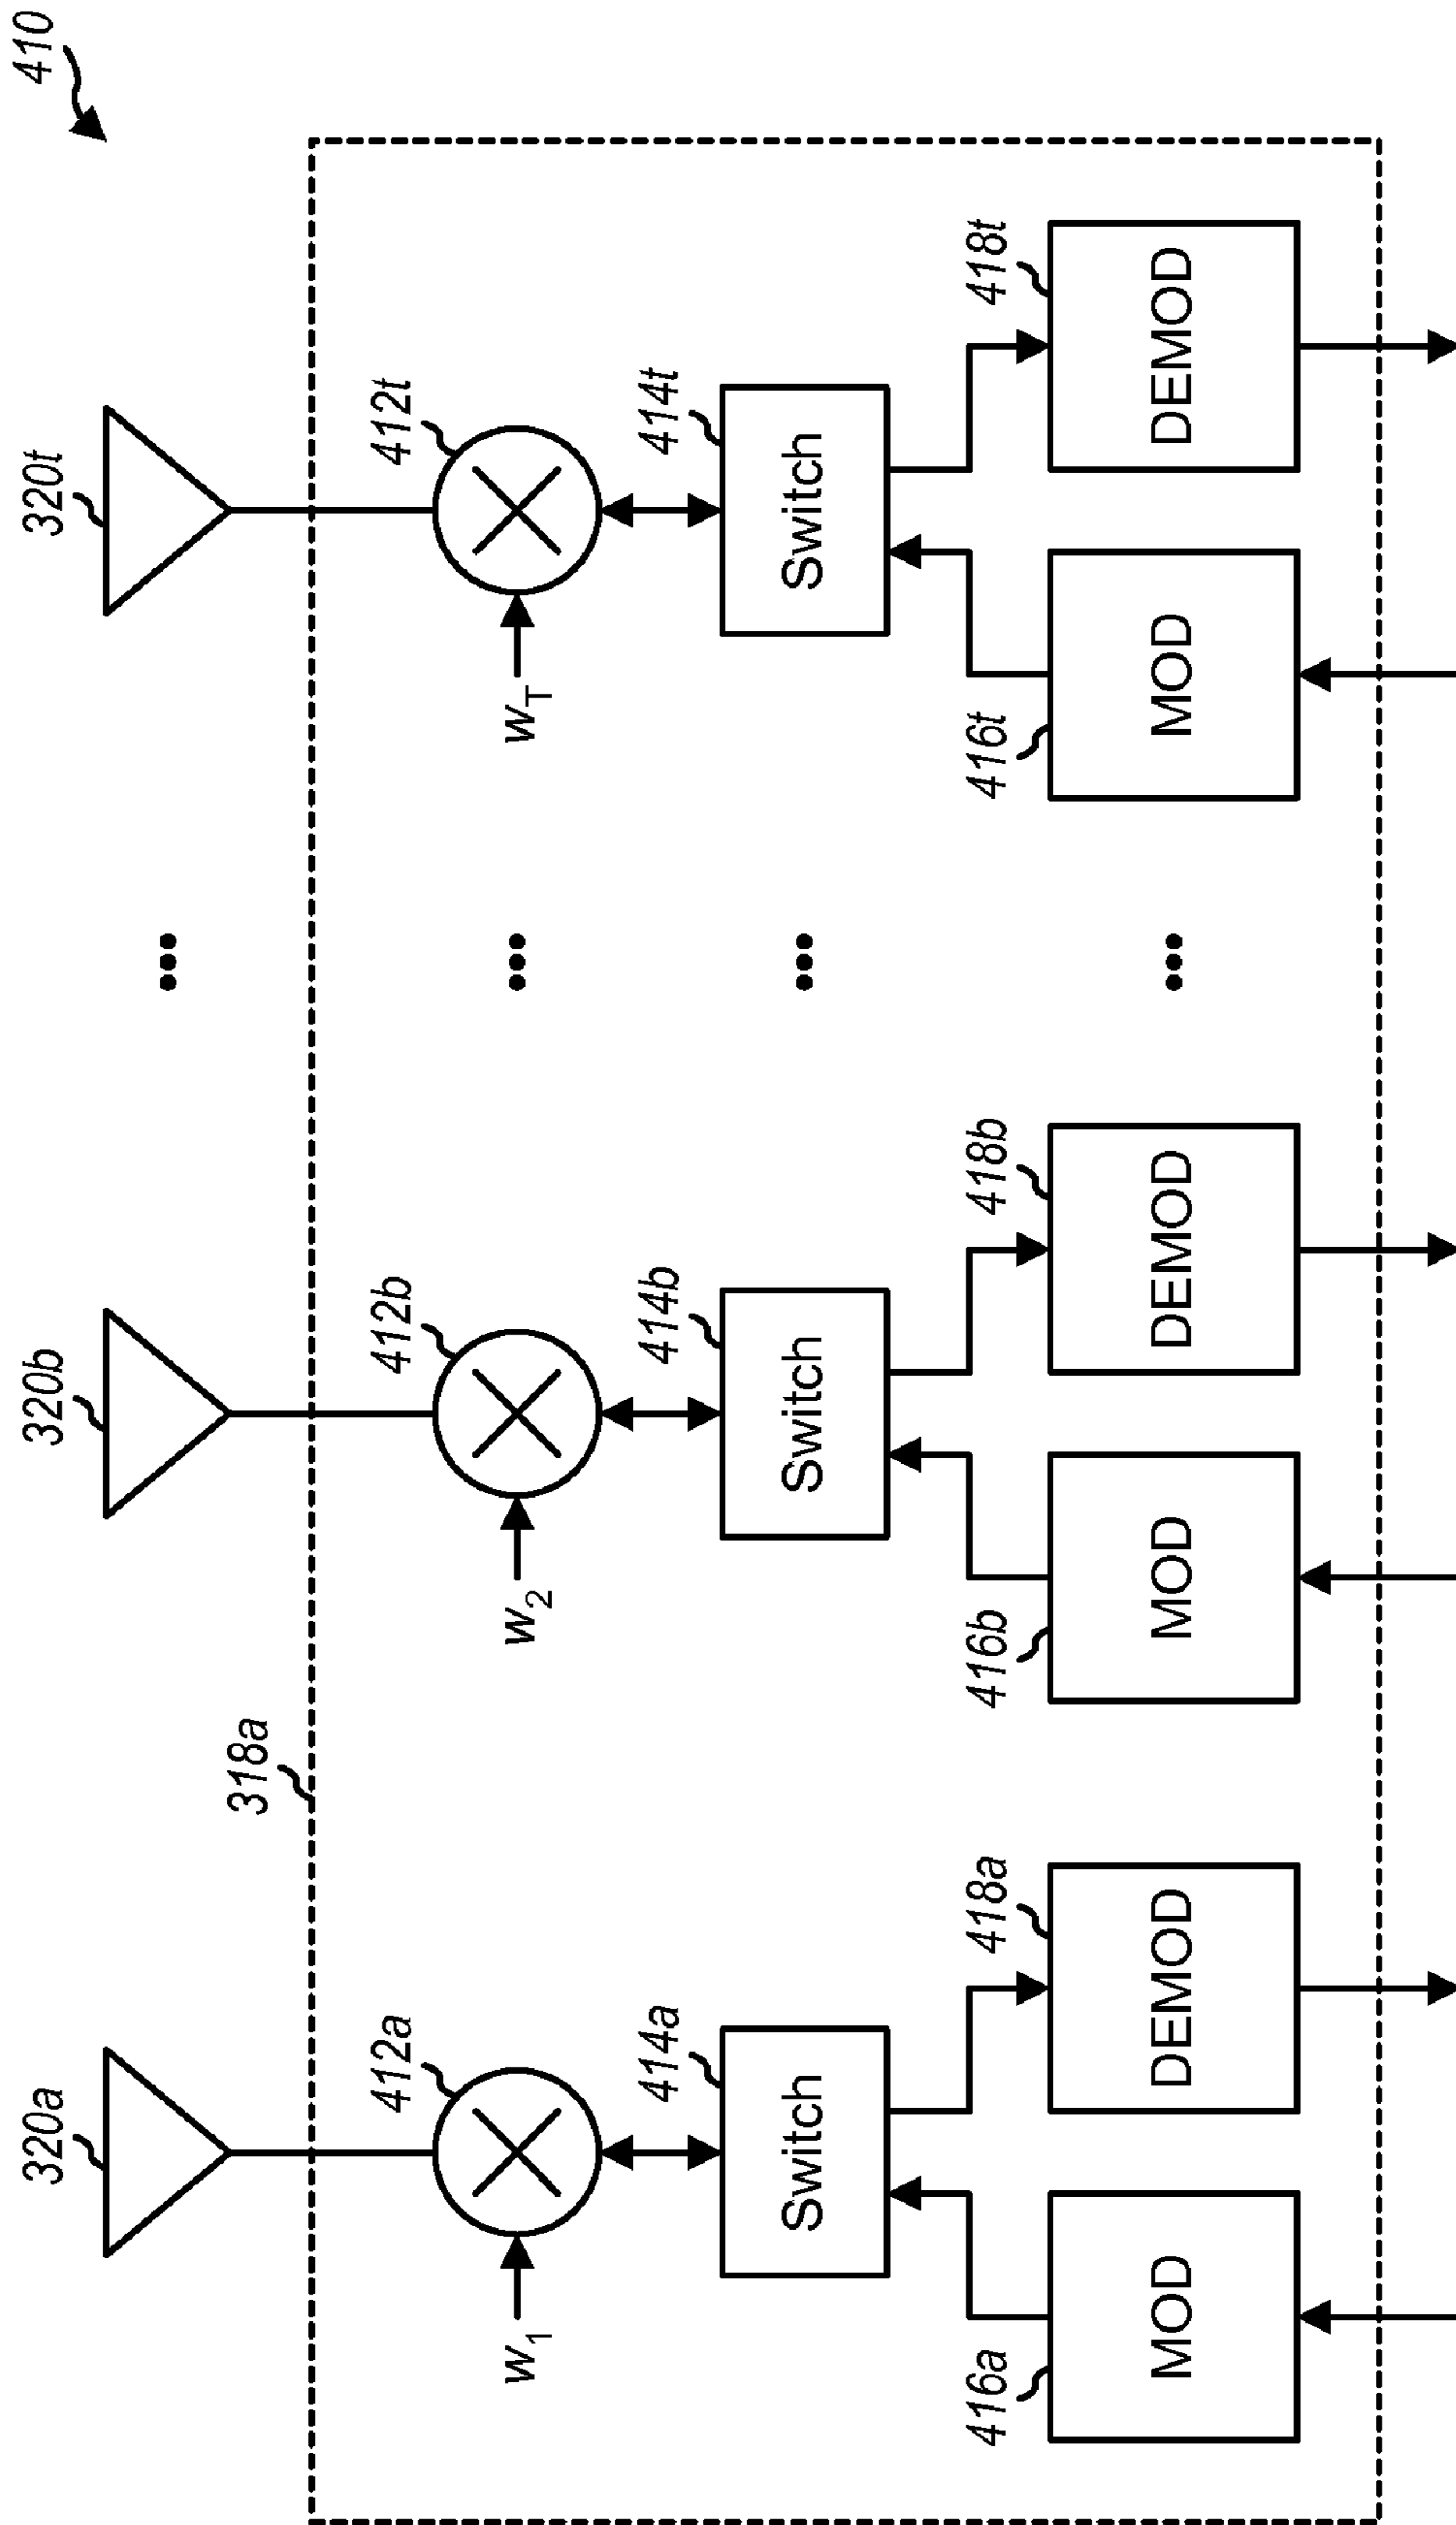 410
320a
320b
320t
318a
412a
412b
412t
w1
w2
wT
414a
414b
414t
Switch
Switch
Switch
416a
418a
416b
418b
416t
418t
MOD
DEMOD
MOD
DEMOD
MOD
DEMOD